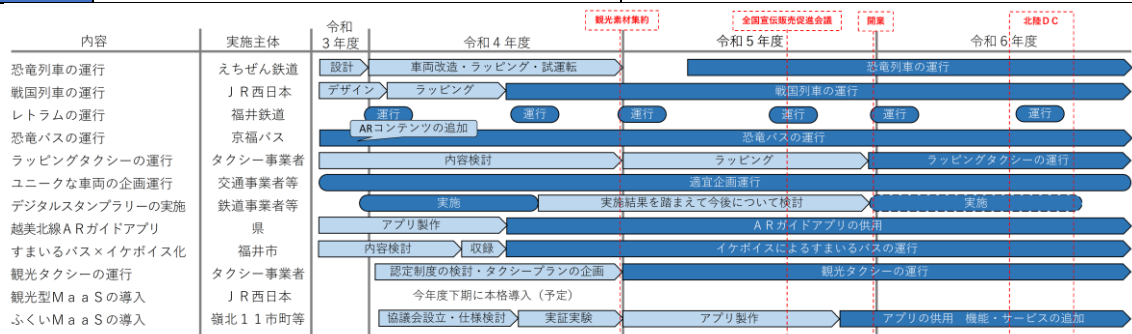 観光素材集約 全国宣伝販売促進会議 開業 北陸DC
内容 実施主体 令和3年度 令和4年度 令和5年度 令和6年度
恐竜列車の運行 えちぜん鉄道 設計 車両改造・ラッピング・試運転 恐竜列車の運行
戦国列車の運行 JR西日本 デザイン ラッピング 戦国列車の運行
レトラムの運行 福井鉄道 運行 運行 運行 運行 運行 運行
ARコンテンツの追加
恐竜バスの運行 京福バス 恐竜バスの運行
ラッピングタクシーの運行 タクシー事業者 内容検討 ラッピング ラッピングタクシーの運行
ユニークな車両の企画運行 交通事業者等 適宜企画運行
デジタルスタンプラリーの実施 鉄道事業者等 実施 実施結果を踏まえて今後について検討 実施
越美北線ARガイドアプリ 県 アプリ製作 ARガイドアプリの供用
すまいるバス×イケボイス化 福井市 内容検討 収録 イケボイスによるすまいるバスの運行
観光タクシーの運行 タクシー事業者 認定制度の検討・タクシープランの企画 観光タクシーの運行
観光型MaaSの導入 JR西日本 今年度下期に本格導入(予定)
ふくいMaaSの導入 嶺北11市町等 協議会設立・仕様検討 実証実験 アプリ製作 アプリの供用 機能・サービスの追加